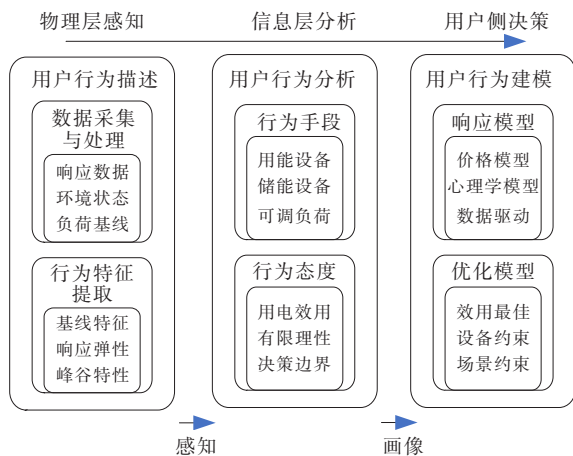 物理层感知
信息层分析
用户侧决策
用户行为描述
数据采集
与处理
响应数据
环境状态
负荷基线
行为特征
提取
基线特征
响应弹性
峰谷特性
用户行为分析
行为手段
用能设备
储能设备
可调负荷
行为态度
用电效用
有限理性
决策边界
用户行为建模
响应模型
价格模型
心理学模型
数据驱动
优化模型
效用最佳
设备约束
场景约束
感知
画像